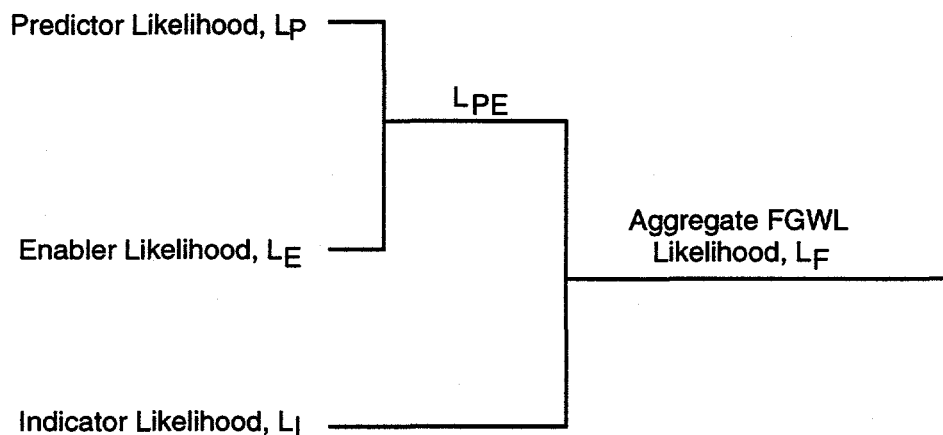 Predictor Likelihood, LP
LPE
Enabler Likelihood, LE
Aggregate FGWL
Likelihood, LF
Indicator Likelihood, LI